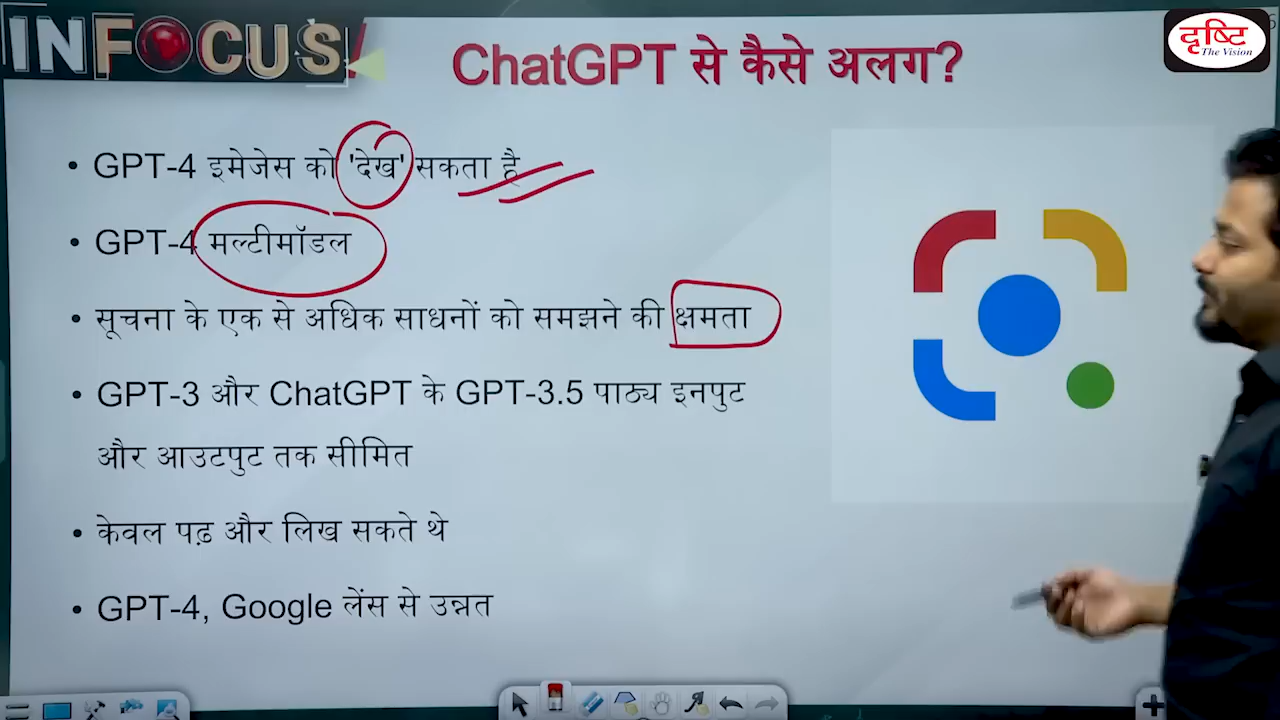 INFOCUS!
ChatGPT से कैसे अलग?
दृष्टि
The Vision
• GPT-4 इमेजेस को 'देख' सकता है
• GPT-4 मल्टीमॉडल
• सूचना के एक से अधिक साधनों को समझने की क्षमता
• GPT-3 और ChatGPT के GPT-3.5 पाठ्य इनपुट
और आउटपुट तक सीमित
• केवल पढ़ और लिख सकते थे
• GPT-4, Google लेंस से उन्नत